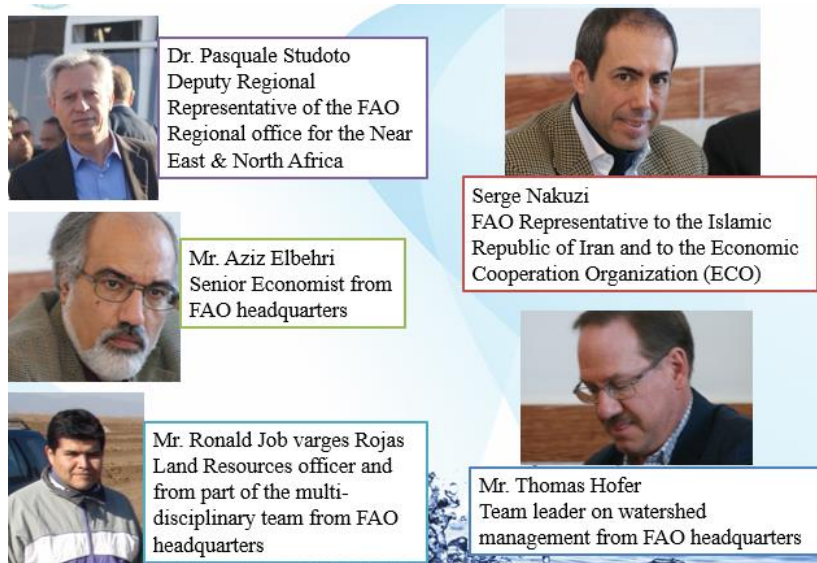 Dr. Pasquale Studoto
Deputy Regional
Representative of the FAO
Regional office for the Near
East & North Africa
Serge Nakuzi
FAO Representative to the Islamic
Republic of Iran and to the Economic
Cooperation Organization (ECO)
Mr. Aziz Elbehri
Senior Economist from
FAO headquarters
Mr. Ronald Job varges Rojas
Land Resources officer and
from part of the multi-
disciplinary team from FAO
headquarters
Mr. Thomas Hofer
Team leader on watershed
management from FAO headquarters